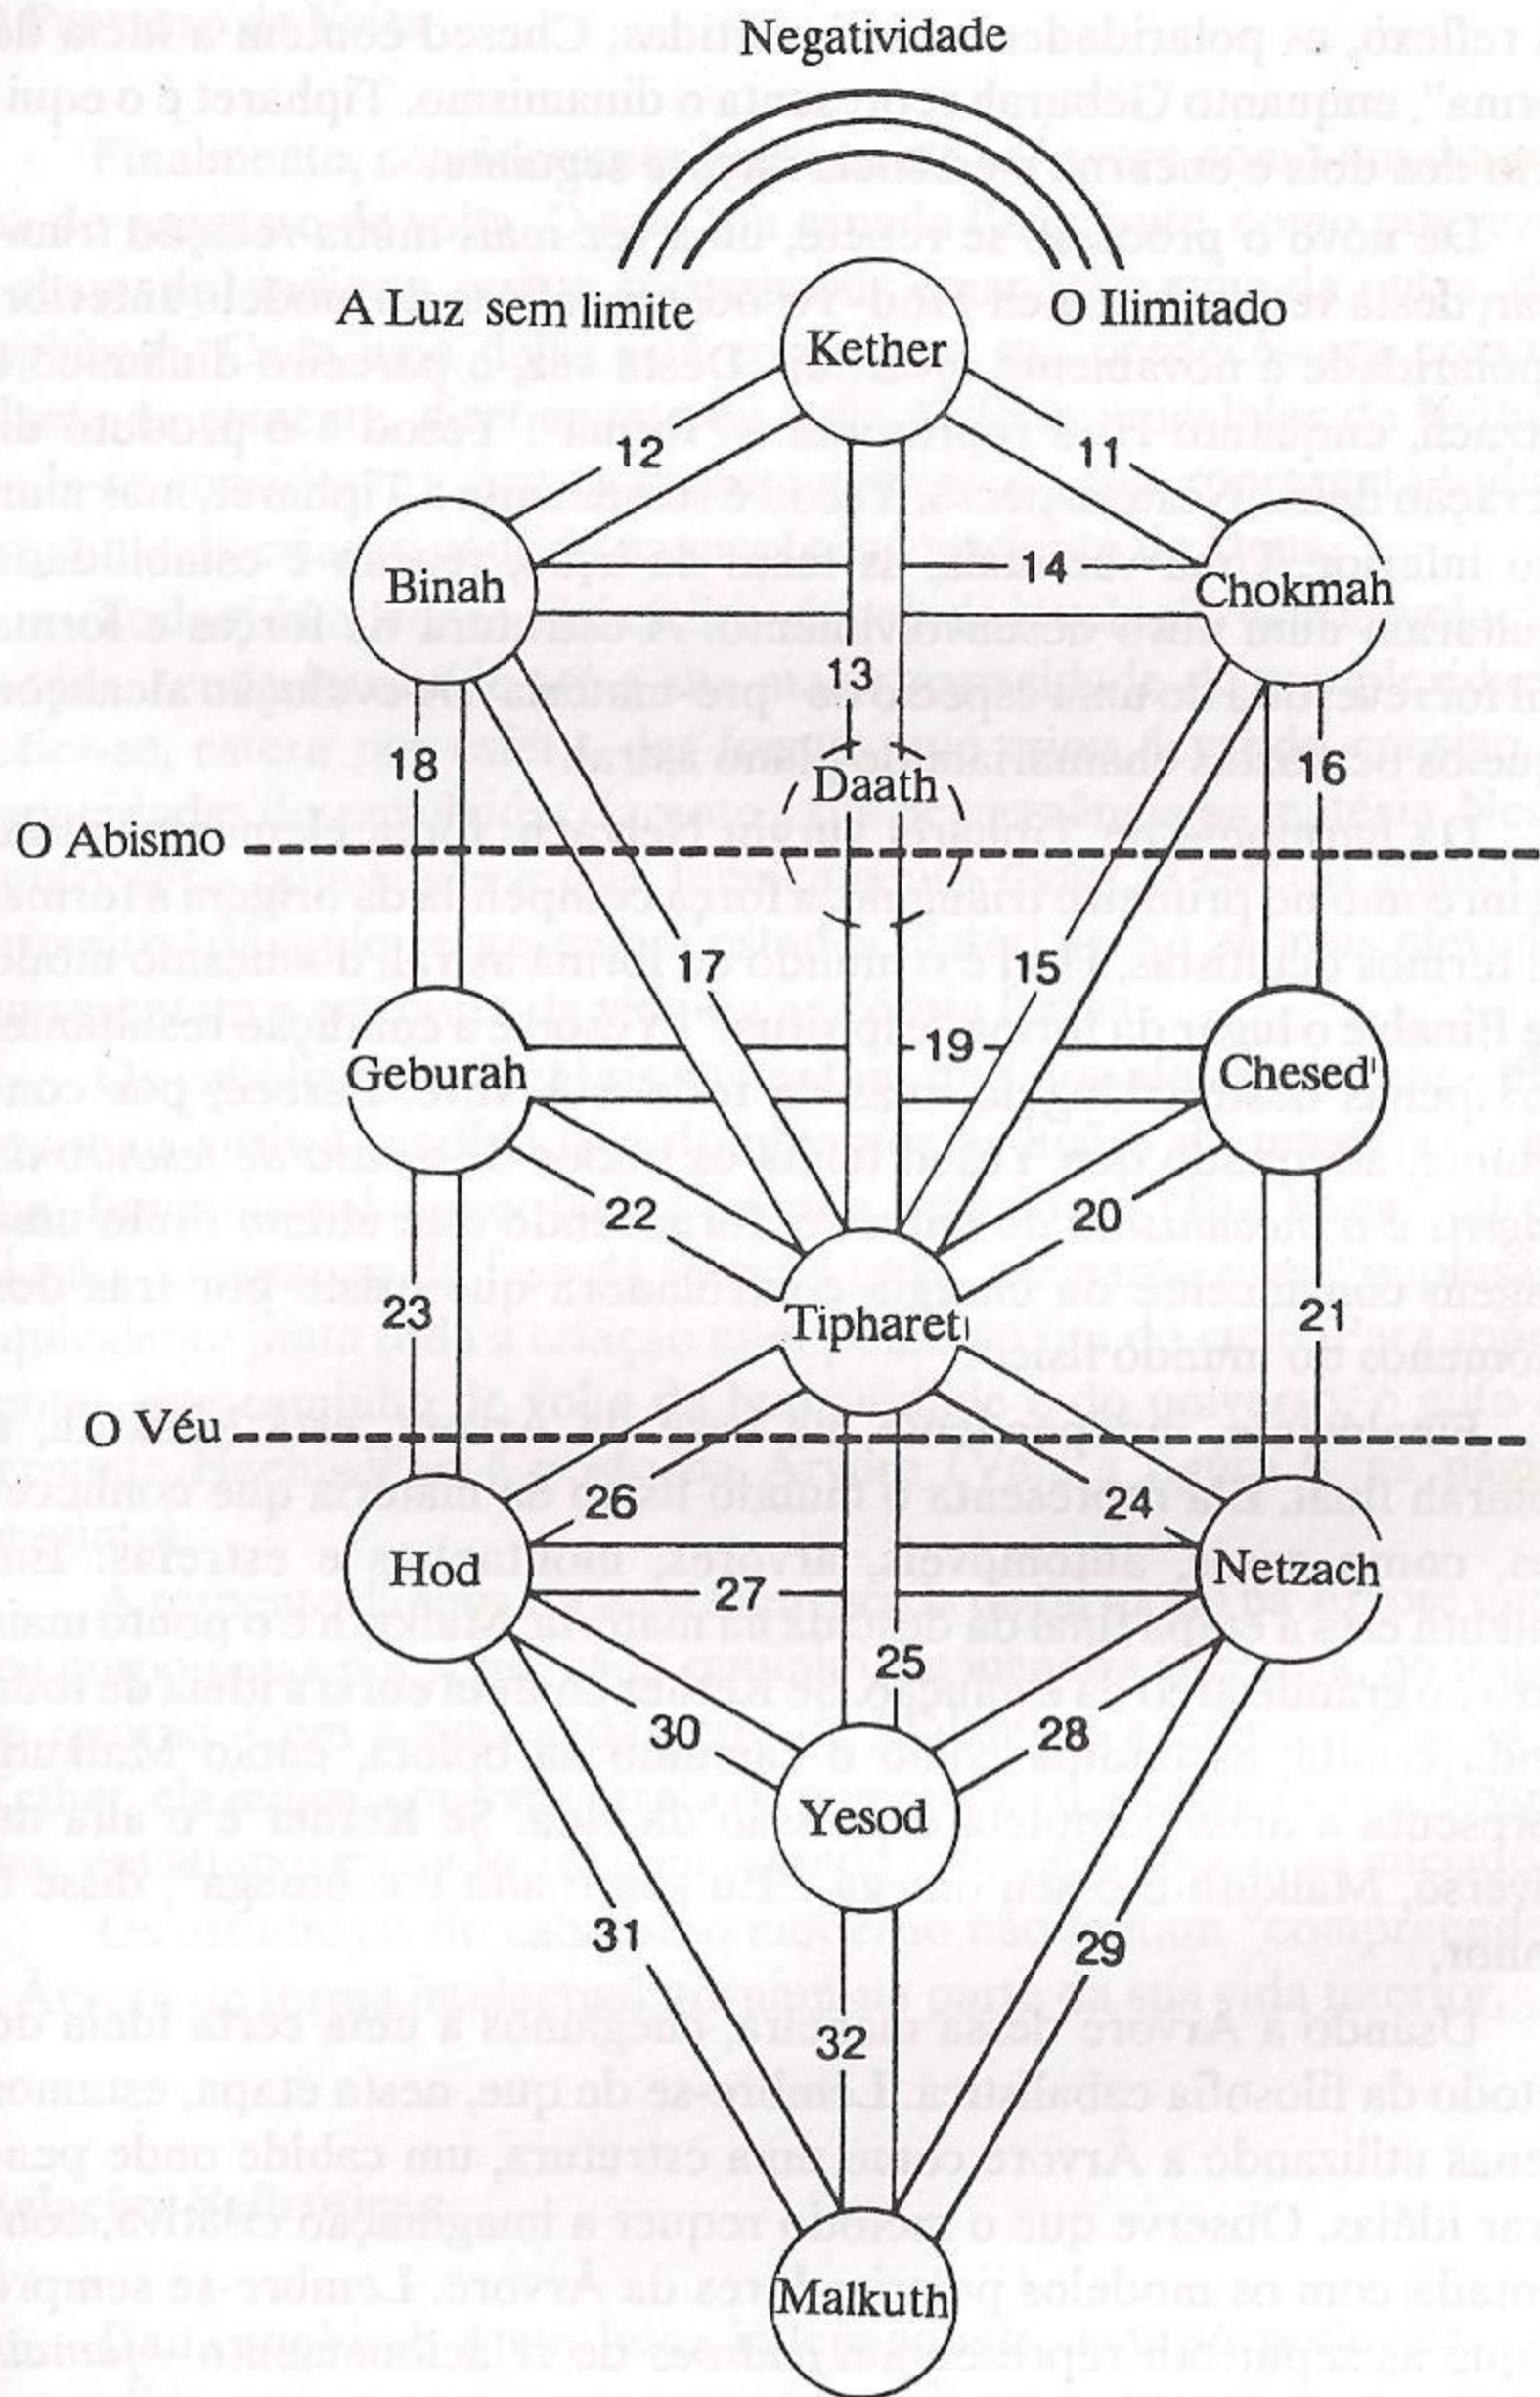 Negatividade
A Luz sem limite
O Ilimitado
Kether
12
11
Binah
14
Chokmah
13
18
Daath
16
O Abismo
17
15
19
Geburah
Chesed
22
20
Tipharet
23
21
O Véu
26
24
Hod
27
Netzach
25
30
28
Yesod
31
29
32
Malkuth